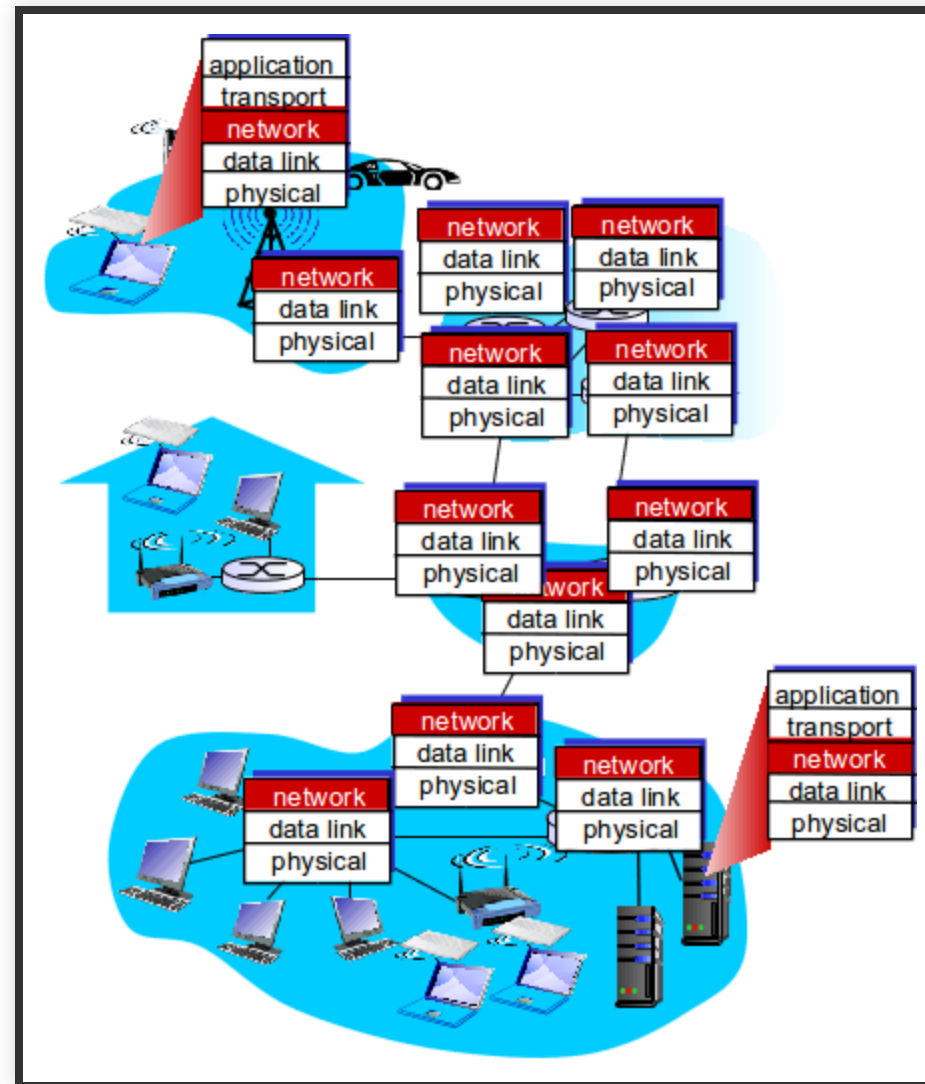 application
transport
network
data link
physical
network
data link
physical
network
data link
physical
network
data link
physical
network
data link
physical
network
data link
physical
network
data link
physical
network
data link
physical
data link
physical
network
data link
physical
network
data link
physical
network
data link
physical
application
transport
network
data link
physical